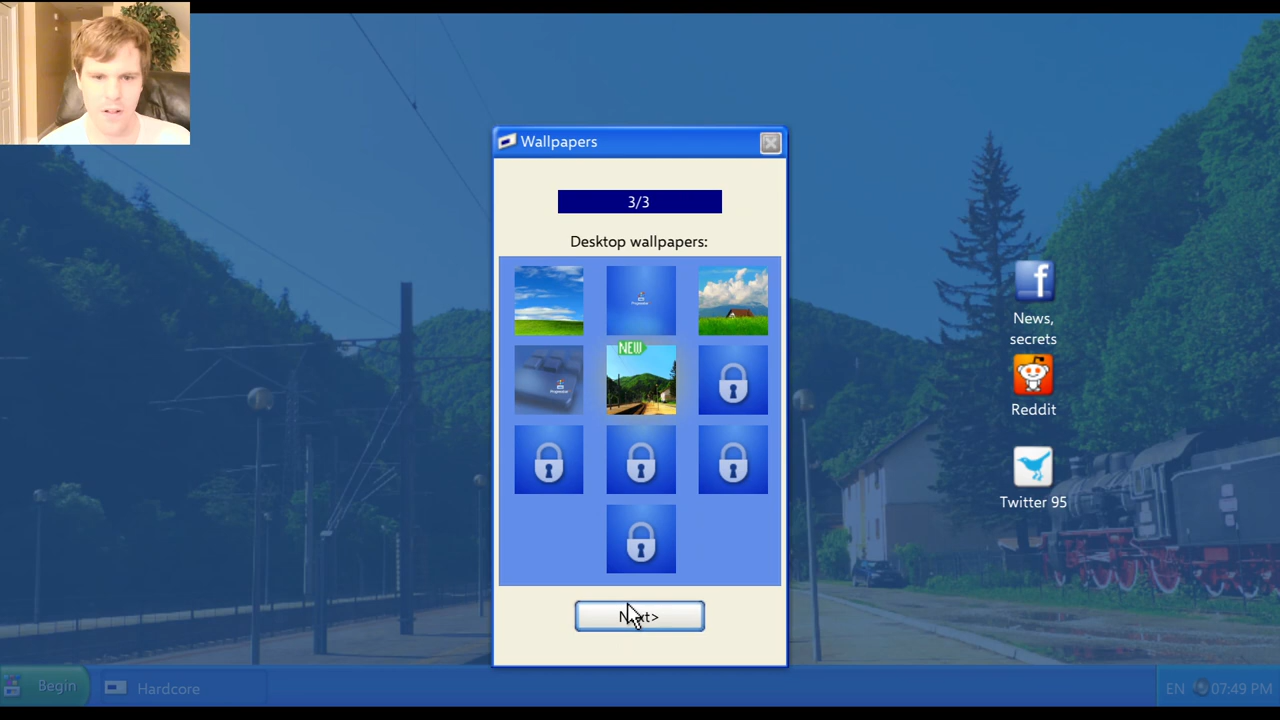 Wallpapers
3/3
Desktop wallpapers:
NEW
Next>
News,
secrets
Reddit
Twitter 95
Begin
Hardcore
EN 07:49 PM